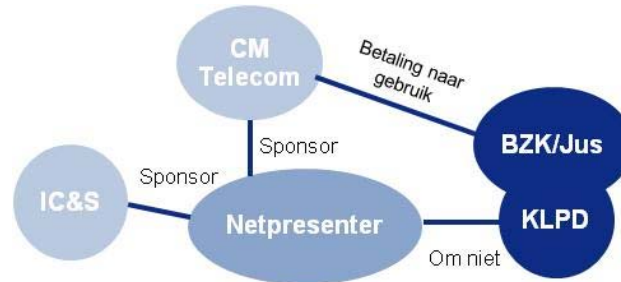 CM
Telecom
Betaling naar
gebruik
BZK/Jus
Sponsor
Sponsor
IC&S
Netpresenter
KLPD
Om niet